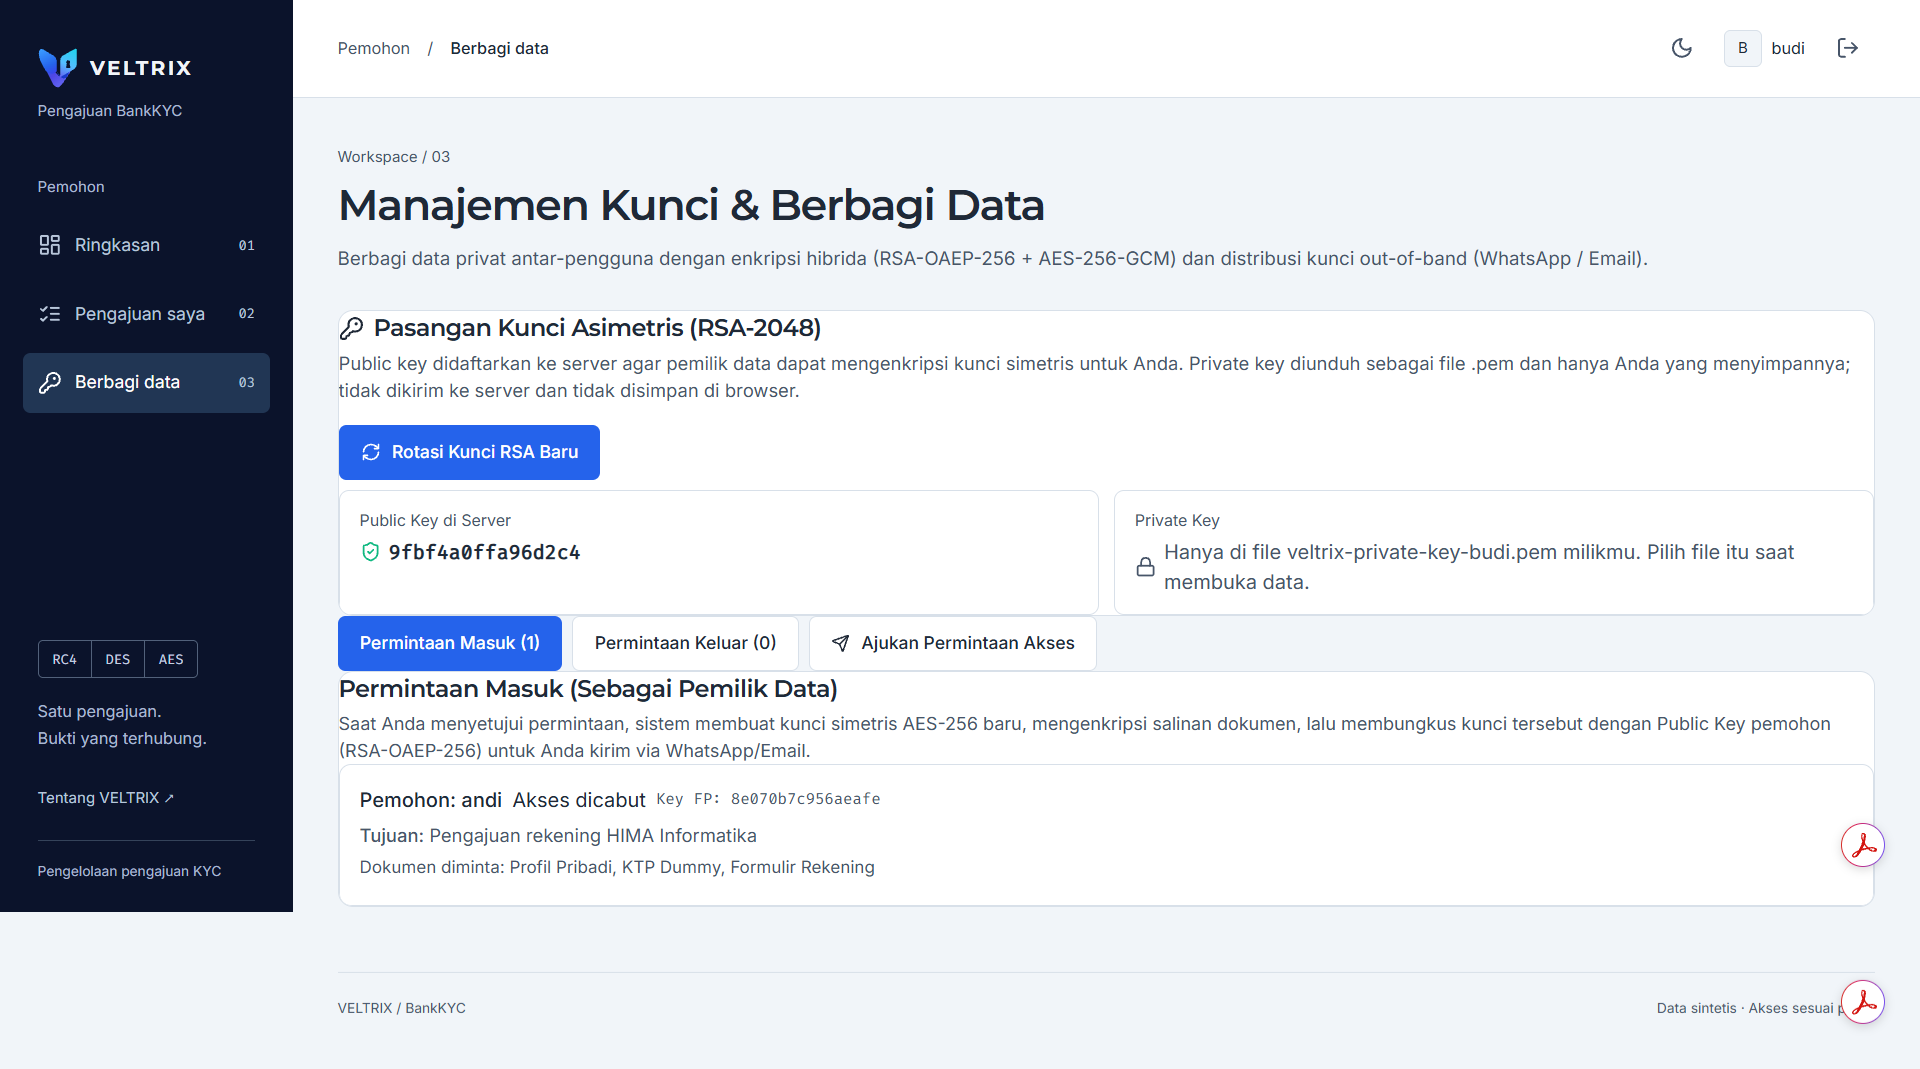 VELTRIX
Pengajuan BankKYC
Pemohon
Ringkasan 01
Pengajuan saya 02
Berbagi data 03
RC4 DES AES
Satu pengajuan.
Bukti yang terhubung.
Tentang VELTRIX ↗
Pengelolaan pengajuan KYC
Pemohon / Berbagi data
B budi
Workspace / 03
Manajemen Kunci & Berbagi Data
Berbagi data privat antar-pengguna dengan enkripsi hibrida (RSA-OAEP-256 + AES-256-GCM) dan distribusi kunci out-of-band (WhatsApp / Email).
Pasangan Kunci Asimetris (RSA-2048)
Public key didaftarkan ke server agar pemilik data dapat mengenkripsi kunci simetris untuk Anda. Private key diunduh sebagai file .pem dan hanya Anda yang menyimpannya;
tidak dikirim ke server dan tidak disimpan di browser.
Rotasi Kunci RSA Baru
Public Key di Server
9fbf4a0ffa96d2c4
Private Key
Hanya di file veltrix-private-key-budi.pem milikmu. Pilih file itu saat
membuka data.
Permintaan Masuk (1) Permintaan Keluar (0) Ajukan Permintaan Akses
Permintaan Masuk (Sebagai Pemilik Data)
Saat Anda menyetujui permintaan, sistem membuat kunci simetris AES-256 baru, mengenkripsi salinan dokumen, lalu membungkus kunci tersebut dengan Public Key pemohon
(RSA-OAEP-256) untuk Anda kirim via WhatsApp/Email.
Pemohon: andi Akses dicabut Key FP: 8e070b7c956aeafe
Tujuan: Pengajuan rekening HIMA Informatika
Dokumen diminta: Profil Pribadi, KTP Dummy, Formulir Rekening
VELTRIX / BankKYC
Data sintetis · Akses sesuai